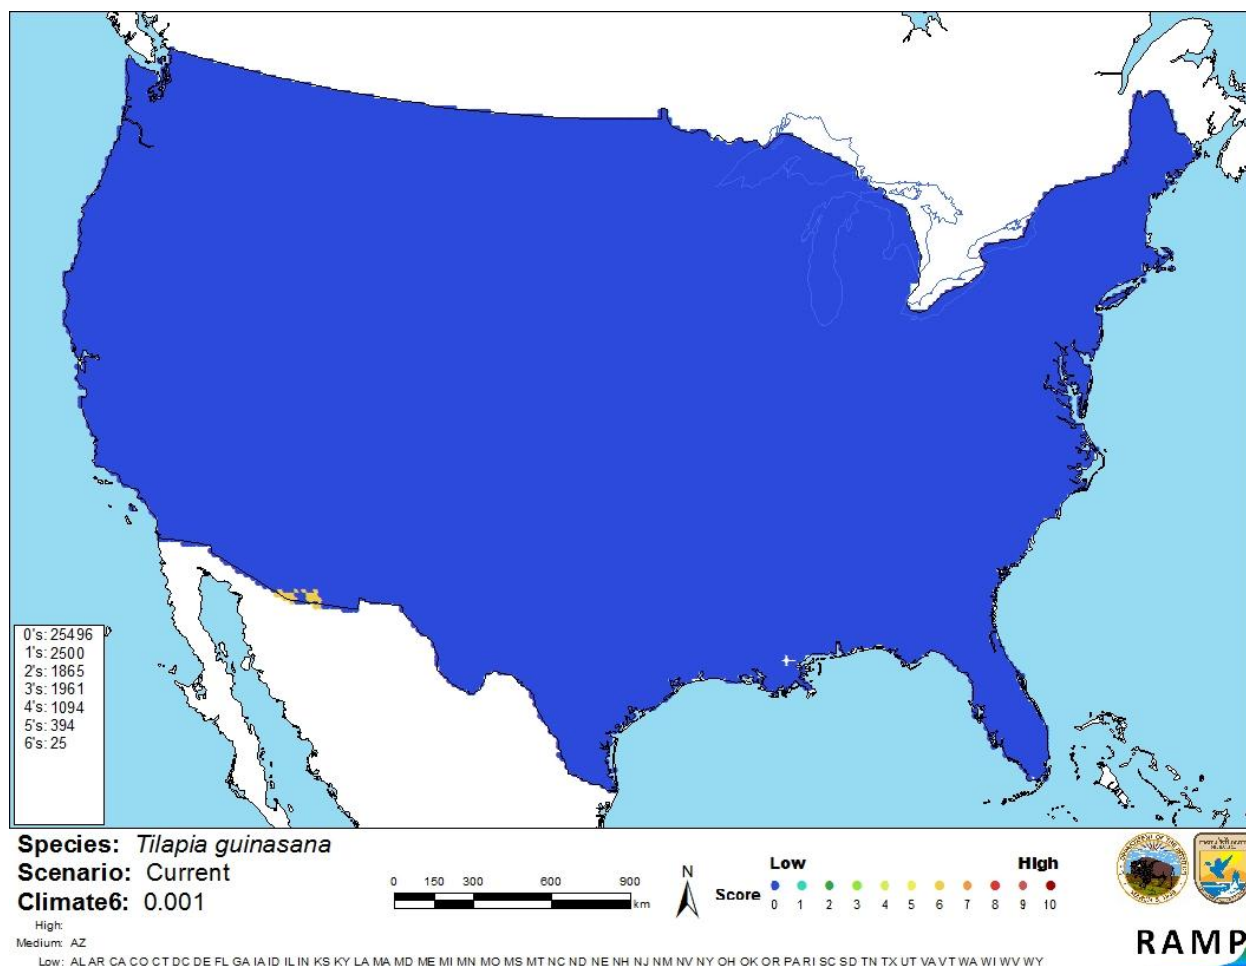 0's: 25496
1's: 2500
2's: 1865
3's: 1961
4's: 1094
5's: 394
6's: 25
Species: Tilapia guinasana
Scenario: Current
Climate6: 0.001
High:
Medium: AZ
Low: AL AR CA CO CT DC DE FL GA IA ID IL IN KS KY LA MA MD ME MI MN MO MS MT NC ND NE NH NJ NM NV NY OH OK OR PA RI SC SD TN TX UT VA VT WA WI WV WY
0 150 300 600 900
km
N
Low High
Score
0 1 2 3 4 5 6 7 8 9 10
RAMP